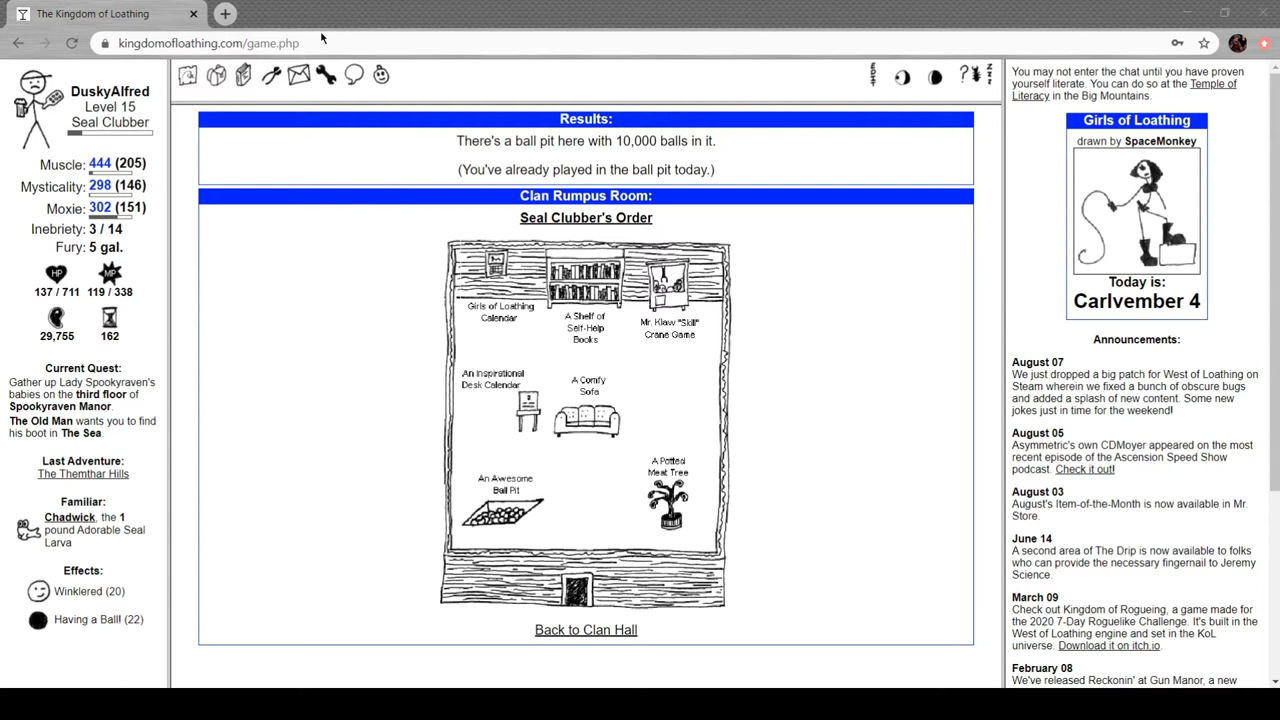 The Kingdom of Loathing
kingdomofloathing.com/game.php
DuskyAlfred
Level 15
Seal Clubber
Muscle: 444 (205)
Mysticality: 298 (146)
Moxie: 302 (151)
Inebriety: 3 / 14
Fury: 5 gal.
HP
MP
137 / 711
119 / 338
29,755
162
Current Quest:
Gather up Lady Spookyraven's
babies on the third floor of
Spookyraven Manor.
The Old Man wants you to find
his boot in The Sea.
Last Adventure:
The Themthar Hills
Familiar:
Chadwick, the 1
pound Adorable Seal
Larva
Effects:
Winklered (20)
Having a Ball! (22)
Results:
There's a ball pit here with 10,000 balls in it.
(You've already played in the ball pit today.)
Clan Rumpus Room:
Seal Clubber's Order
Girls of Loathing
Calendar
A Shelf of
Self-Help
Books
Mr. Klaw "Skill"
Crane Game
An Inspirational
Desk Calendar
A Comfy
Sofa
An Awesome
Ball Pit
A Potted
Meat Tree
Back to Clan Hall
You may not enter the chat until you have proven
yourself literate. You can do so at the Temple of
Literacy in the Big Mountains.
Girls of Loathing
drawn by SpaceMonkey
Today is:
Carlvember 4
Announcements:
August 07
We just dropped a big patch for West of Loathing on
Steam wherein we fixed a bunch of obscure bugs
and added a splash of new content. Some new
jokes just in time for the weekend!
August 05
Asymmetric's own CDMoyer appeared on the most
recent episode of the Ascension Speed Show
podcast. Check it out!
August 03
August's Item-of-the-Month is now available in Mr.
Store.
June 14
A second area of The Drip is now available to folks
who can provide the necessary fingernail to Jeremy
Science.
March 09
Check out Kingdom of Rogueing, a game made for
the 2020 7-Day Roguelike Challenge. It's built in the
West of Loathing engine and set in the KoL
universe. Download it on itch.io.
February 08
We've released Reckonin' at Gun Manor, a new